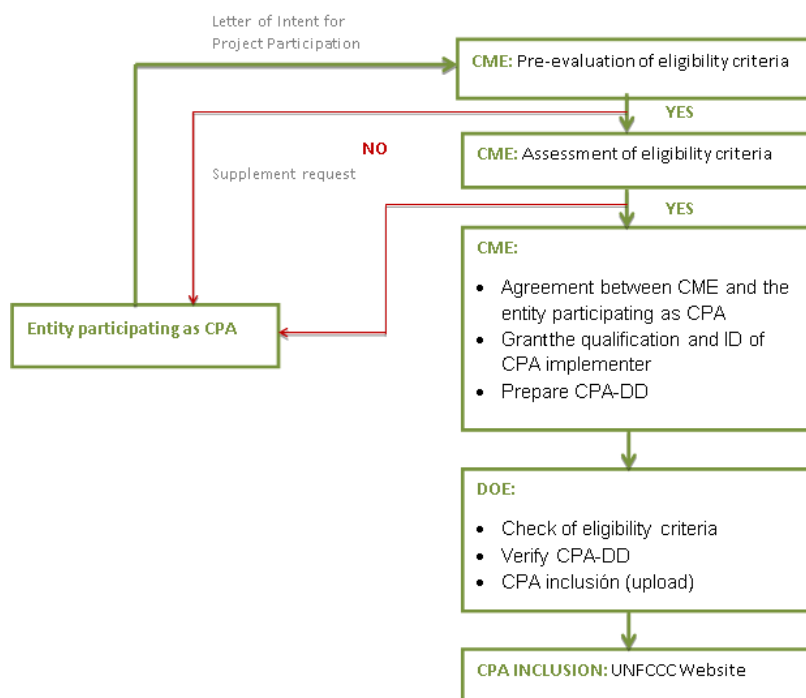 Letter of Intent for
Project Participation
CME: Pre-evaluation of eligibility criteria
YES
NO
CME: Assessment of eligibility criteria
Supplement request
YES
CME:
• Agreement between CME and the
entity participating as CPA
• Grantthe qualification and ID of
CPA implementer
• Prepare CPA-DD
Entity participating as CPA
DOE:
• Check of eligibility criteria
• Verify CPA-DD
• CPA inclusión (upload)
CPA INCLUSION: UNFCCC Website